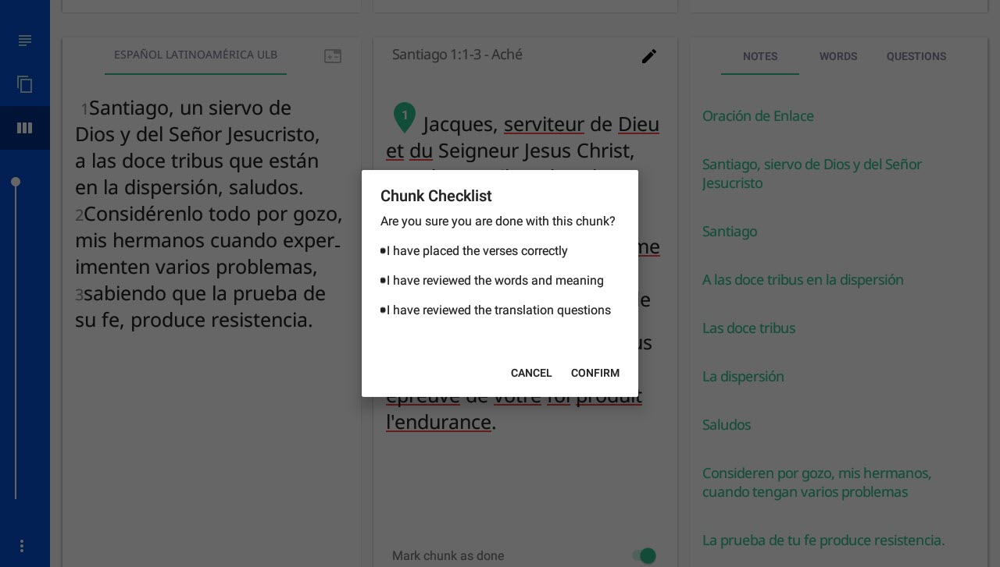 ESPAÑOL LATINOAMÉRICA ULB
1Santiago, un siervo de
Dios y del Señor Jesucristo,
a las doce tribus que están
en la dispersión, saludos.
2Considérenlo todo por gozo,
mis hermanos cuando exper-
imenten varios problemas,
3sabiendo que la prueba de
su fe, produce resistencia.
Santiago 1:1-3 - Aché
1 Jacques, serviteur de Dieu
et du Seigneur Jesus Christ,
épreuve de votre foi produit
l'endurance.
Mark chunk as done
Chunk Checklist
Are you sure you are done with this chunk?
•I have placed the verses correctly
•I have reviewed the words and meaning
•I have reviewed the translation questions
CANCEL CONFIRM
NOTES WORDS QUESTIONS
Oración de Enlace
Santiago, siervo de Dios y del Señor
Jesucristo
Santiago
A las doce tribus en la dispersión
Las doce tribus
La dispersión
Saludos
Consideren por gozo, mis hermanos,
cuando tengan varios problemas
La prueba de tu fe produce resistencia.